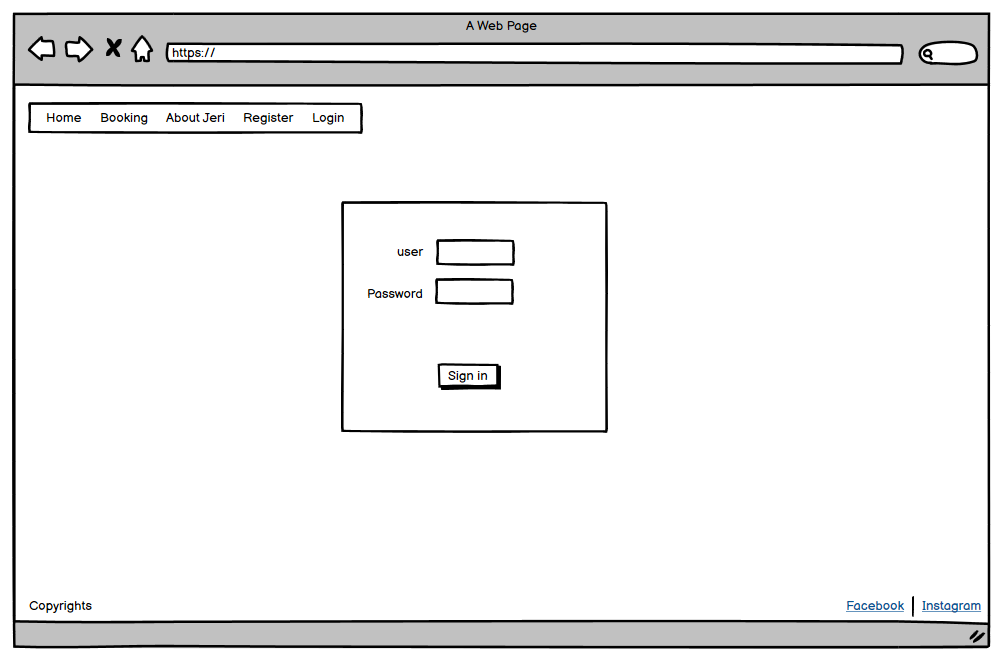 A Web Page
https://
Home Booking About Jeri Register Login
user
Password
Sign in
Copyrights Facebook Instagram